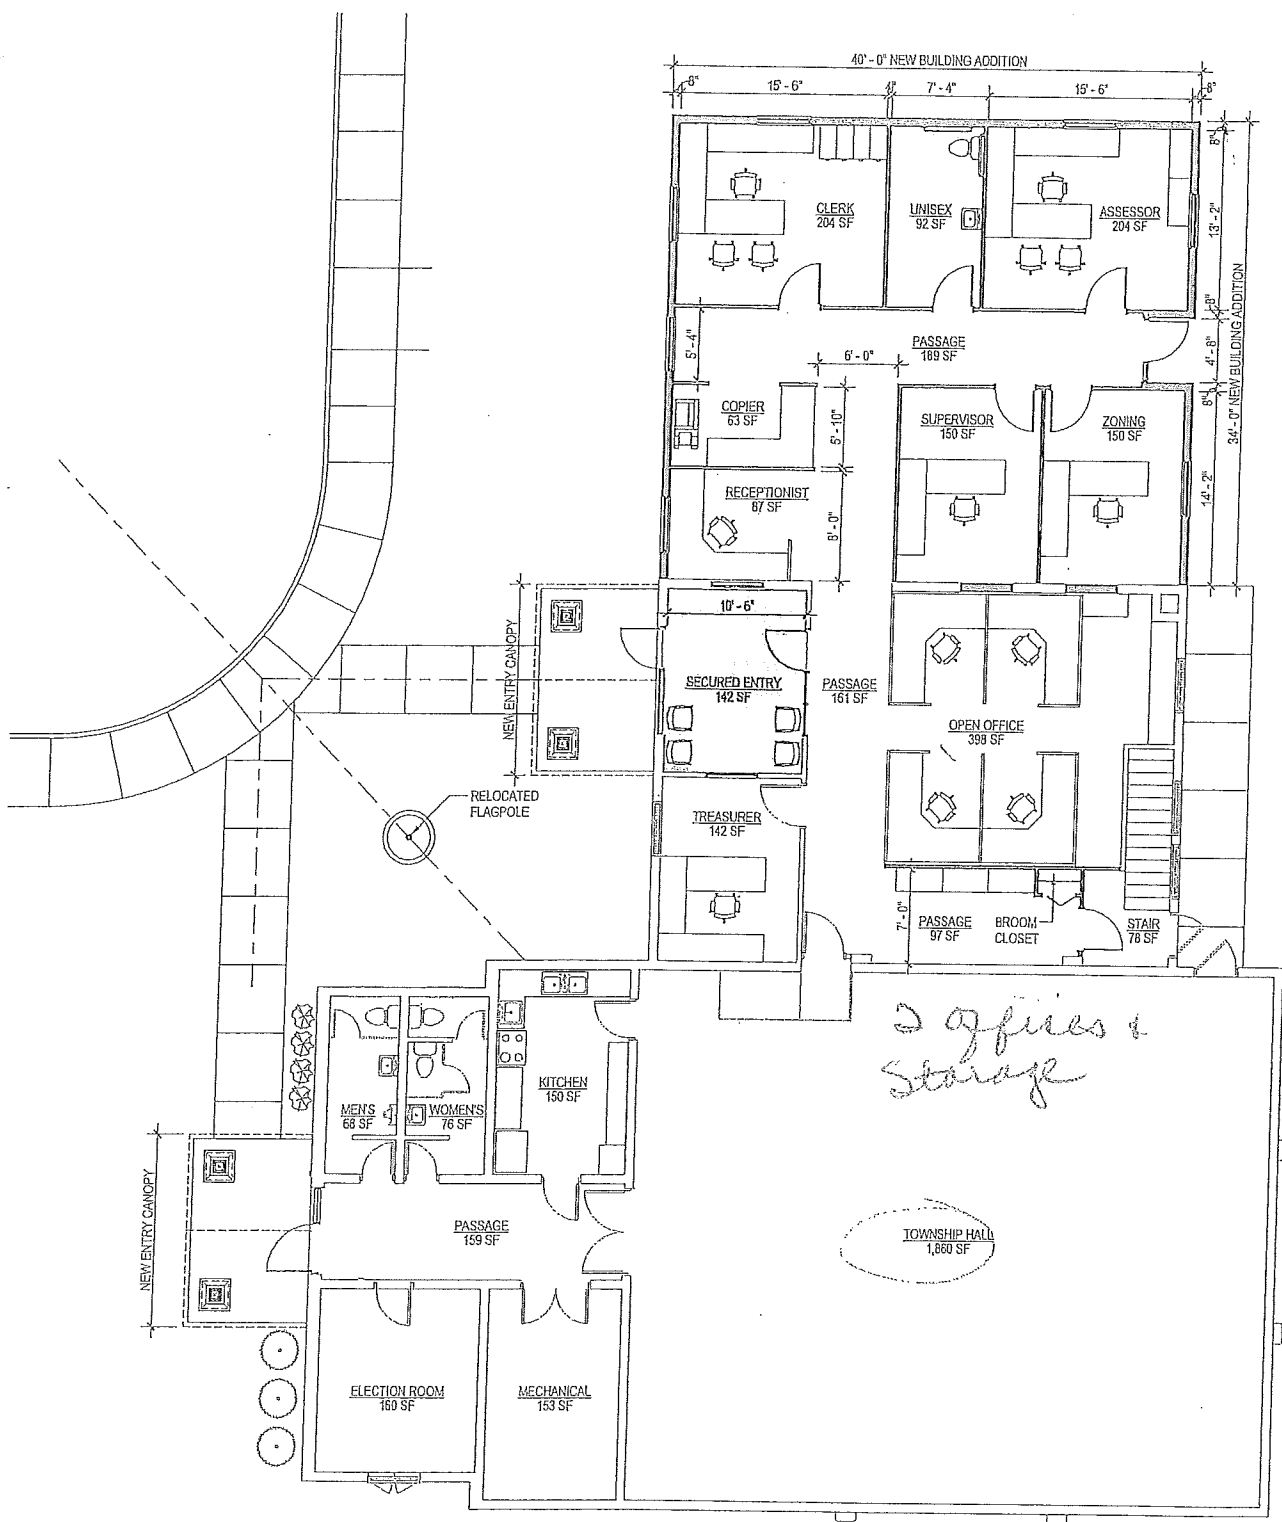 40' - 0" NEW BUILDING ADDITION
8"
15' - 6"
4"
7' - 4"
15' - 6"
8"
CLERK
204 SF
UNISEX
92 SF
ASSESSOR
204 SF
8"
13' - 2"
8"
4' - 8"
8"
14' - 2"
34' - 0" NEW BUILDING ADDITION
5' - 4"
PASSAGE
189 SF
6' - 0"
COPIER
63 SF
5' - 10"
SUPERVISOR
150 SF
ZONING
150 SF
RECEPTIONIST
87 SF
8' - 0"
10' - 6"
NEW ENTRY CANOPY
SECURED ENTRY
142 SF
PASSAGE
161 SF
OPEN OFFICE
398 SF
RELOCATED
FLAGPOLE
TREASURER
142 SF
7' - 0"
PASSAGE
97 SF
BROOM
CLOSET
STAIR
78 SF
2 offices &
Storage
KITCHEN
150 SF
MEN'S
68 SF
WOMEN'S
76 SF
NEW ENTRY CANOPY
PASSAGE
159 SF
TOWNSHIP HALL
1,860 SF
ELECTION ROOM
160 SF
MECHANICAL
153 SF